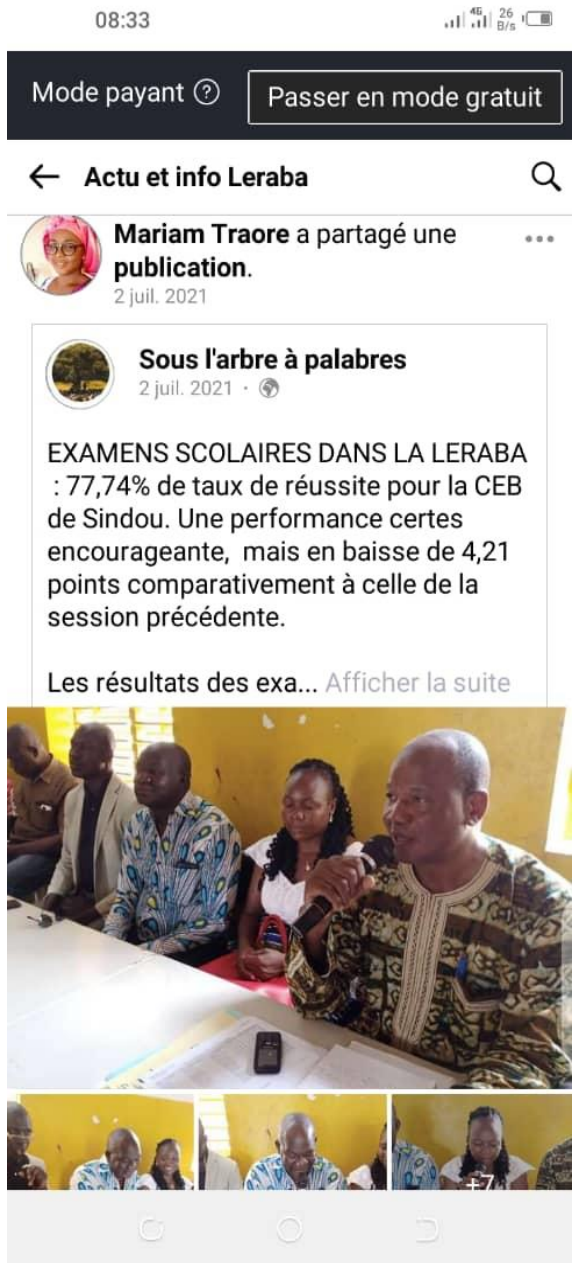 08:33
4G
26
B/s
Mode payant ?
Passer en mode gratuit
Actu et info Leraba
Mariam Traore a partagé une
publication.
2 juil. 2021
Sous l'arbre à palabres
2 juil. 2021 ·
EXAMENS SCOLAIRES DANS LA LERABA
: 77,74% de taux de réussite pour la CEB
de Sindou. Une performance certes
encourageante, mais en baisse de 4,21
points comparativement à celle de la
session précédente.
Les résultats des exa... Afficher la suite
+7